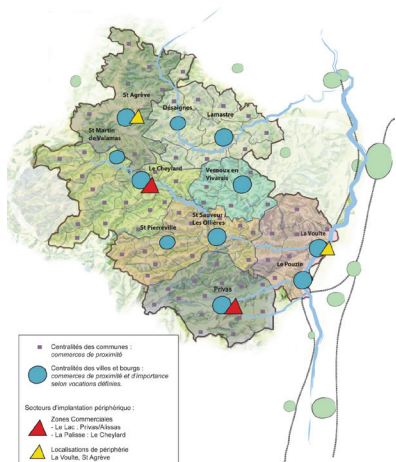 St Agrève
Désaignes
Lamastre
St Martin
de Valamas
Le Cheylard
Vernoux en
Vivarais
St Sauveur
Les Ollières
St Pierreville
La Voulte
Le Pouzin
Privas
Centralités des communes :
commerces de proximité
Centralités des villes et bourgs :
commerces de proximité et d'importance
selon vocations définies.
Secteurs d'implantation périphérique :
Zones Commerciales
- Le Lac : Privas/Alissas
- La Palisse : Le Cheylard
Localisations de périphérie
La Voulte, St Agrève